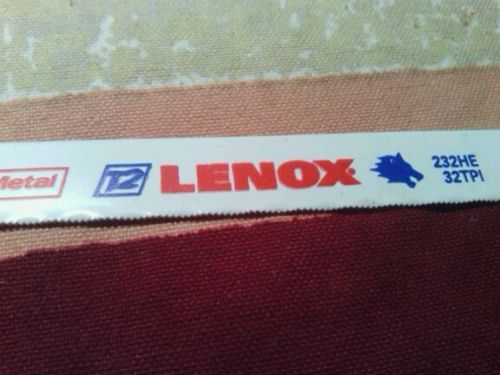 Metal
T2
LENOX
232HE
32TPI